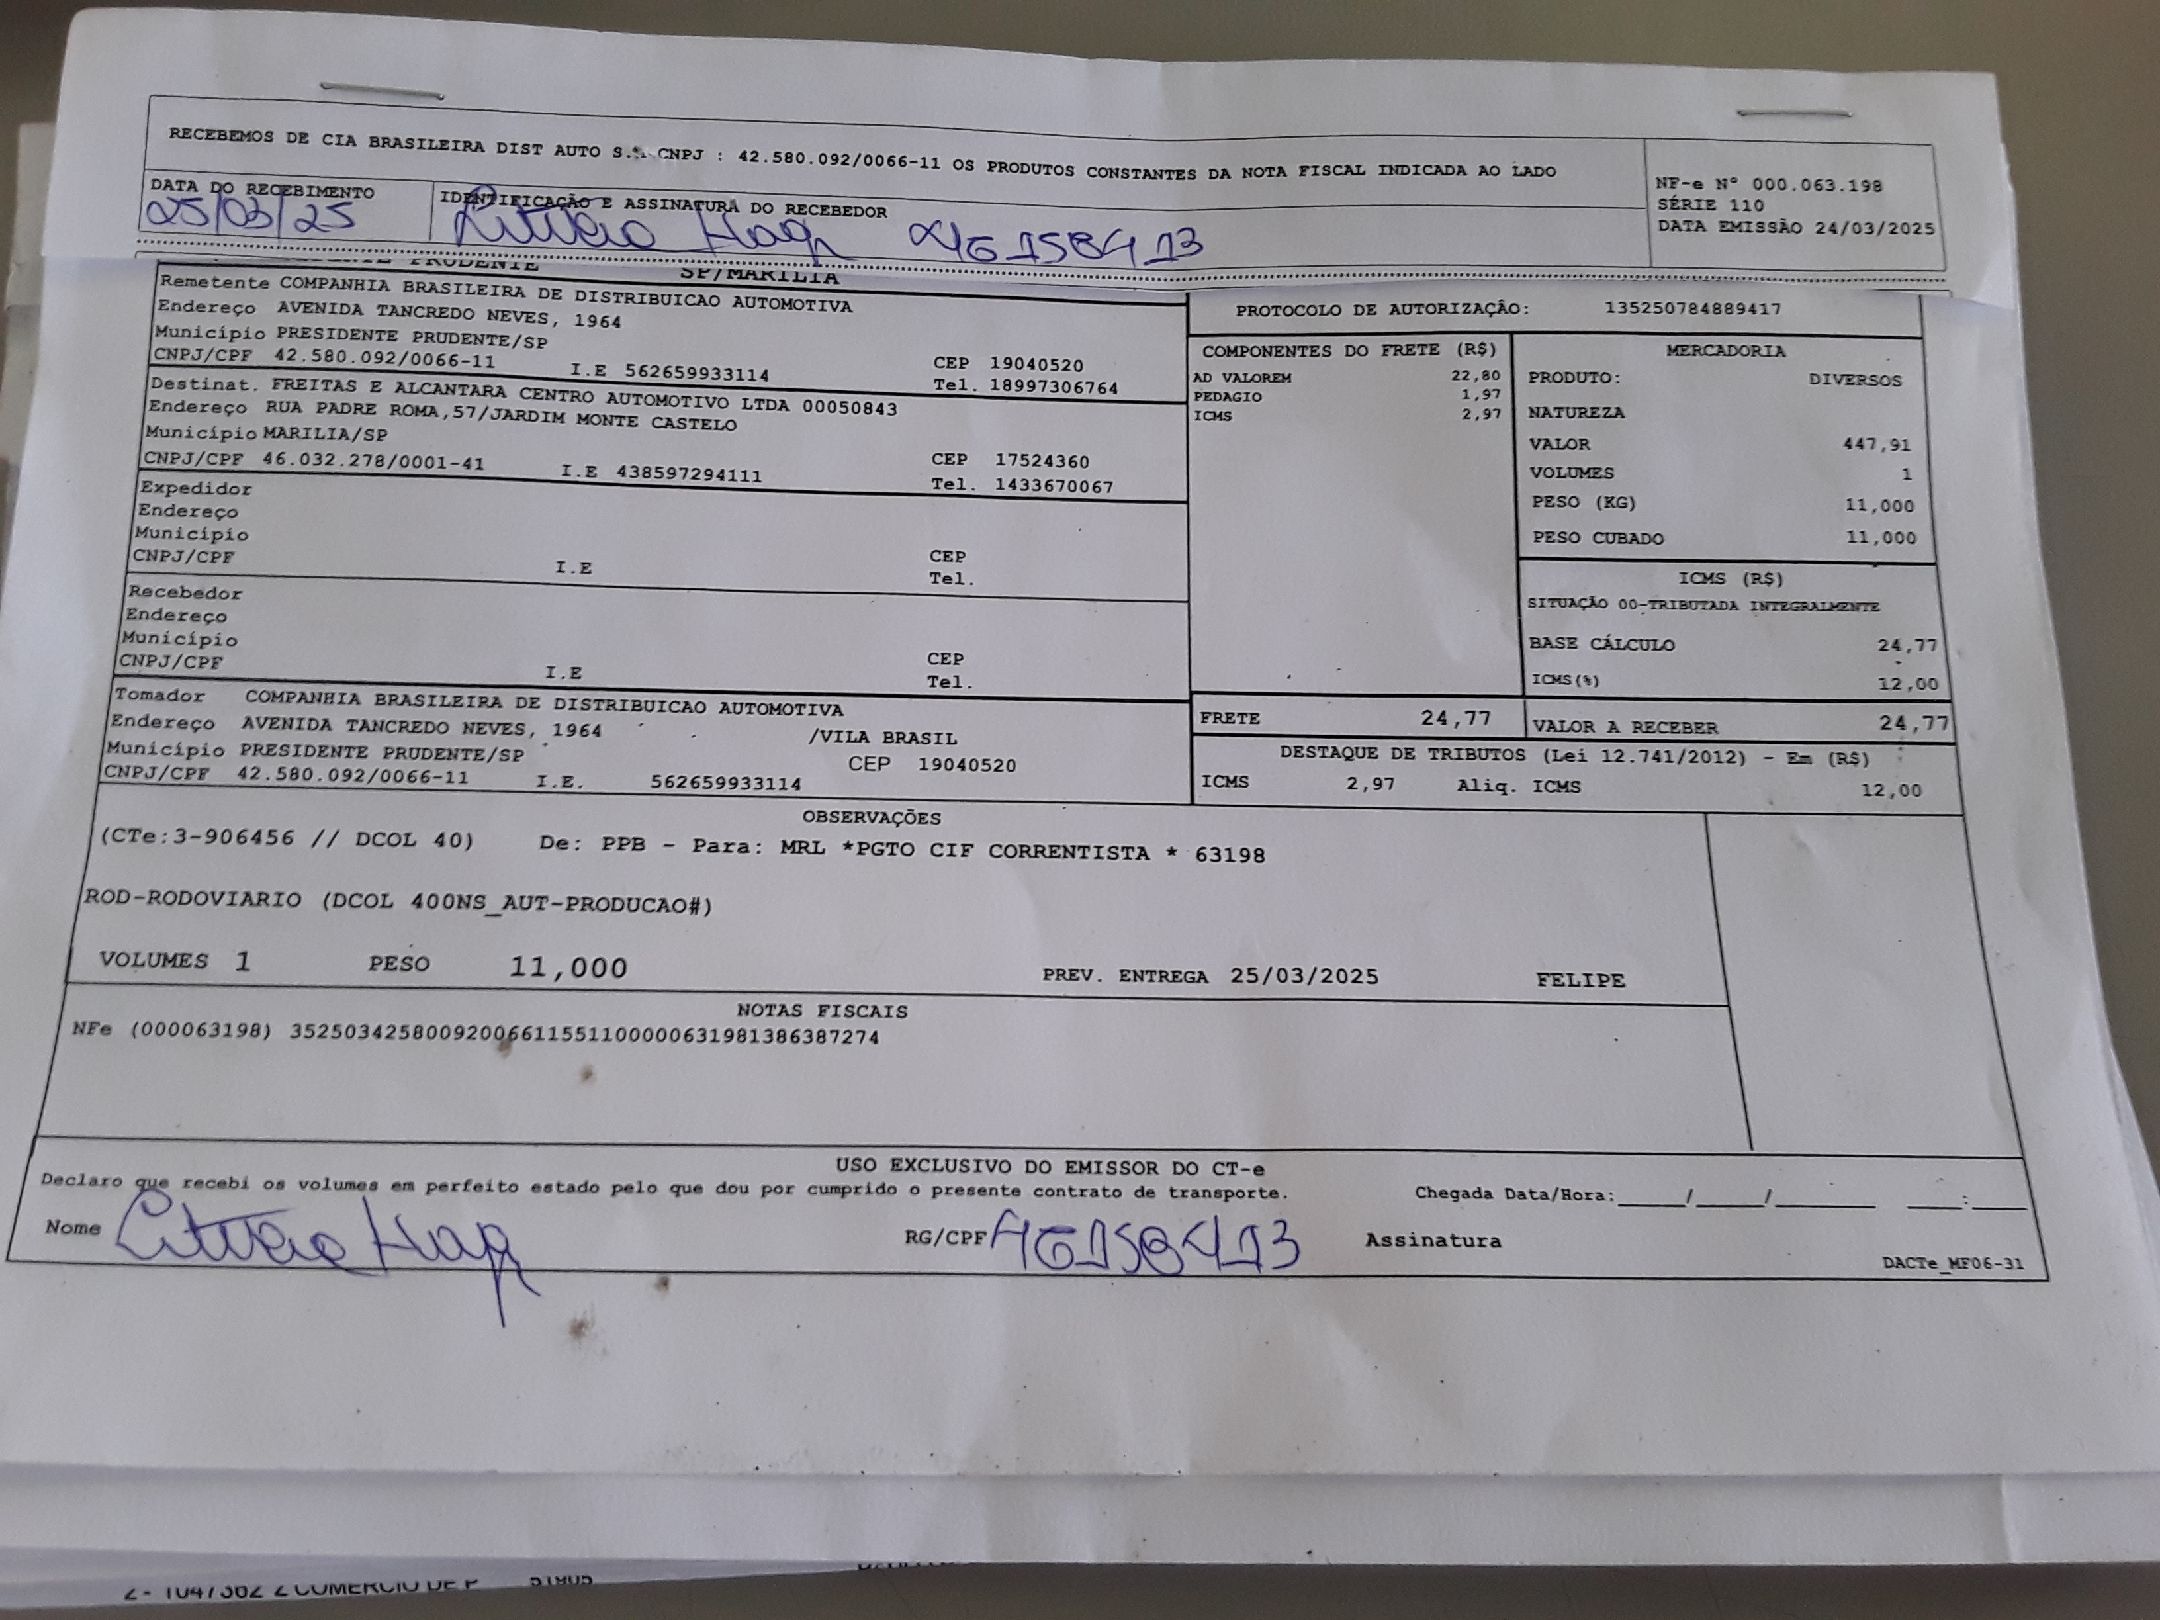 RECEBEMOS DE CIA BRASILEIRA DIST AUTO S.A CNPJ : 42.580.092/0066-11 OS PRODUTOS CONSTANTES DA NOTA FISCAL INDICADA AO LADO
NF-e N° 000.063.198
SÉRIE 110
DATA EMISSÃO 24/03/2025
DATA DO RECEBIMENTO
25/03/25
IDENTIFICAÇÃO E ASSINATURA DO RECEBEDOR
46158413
PRUDENTE SP/MARILIA
Remetente COMPANHIA BRASILEIRA DE DISTRIBUICAO AUTOMOTIVA
Endereço AVENIDA TANCREDO NEVES, 1964
Município PRESIDENTE PRUDENTE/SP
CNPJ/CPF 42.580.092/0066-11 I.E 562659933114 CEP 19040520
Tel. 18997306764
Destinat. FREITAS E ALCANTARA CENTRO AUTOMOTIVO LTDA 00050843
Endereço RUA PADRE ROMA,57/JARDIM MONTE CASTELO
Município MARILIA/SP
CNPJ/CPF 46.032.278/0001-41 I.E 438597294111 CEP 17524360
Tel. 1433670067
Expedidor
Endereço
Município
CNPJ/CPF I.E CEP
Tel.
Recebedor
Endereço
Município
CNPJ/CPF I.E CEP
Tel.
Tomador COMPANHIA BRASILEIRA DE DISTRIBUICAO AUTOMOTIVA
Endereço AVENIDA TANCREDO NEVES, 1964 /VILA BRASIL
Município PRESIDENTE PRUDENTE/SP CEP 19040520
CNPJ/CPF 42.580.092/0066-11 I.E. 562659933114
PROTOCOLO DE AUTORIZAÇÃO: 135250784889417
COMPONENTES DO FRETE (R$)
AD VALOREM 22,80
PEDAGIO 1,97
ICMS 2,97
MERCADORIA
PRODUTO: DIVERSOS
NATUREZA
VALOR 447,91
VOLUMES 1
PESO (KG) 11,000
PESO CUBADO 11,000
ICMS (R$)
SITUAÇÃO 00-TRIBUTADA INTEGRALMENTE
BASE CÁLCULO 24,77
ICMS(%) 12,00
FRETE 24,77
VALOR A RECEBER 24,77
DESTAQUE DE TRIBUTOS (Lei 12.741/2012) - Em (R$)
ICMS 2,97 Aliq. ICMS 12,00
OBSERVAÇÕES
(CTe:3-906456 // DCOL 40) De: PPB - Para: MRL *PGTO CIF CORRENTISTA * 63198
ROD-RODOVIARIO (DCOL 400NS_AUT-PRODUCAO#)
VOLUMES 1 PESO 11,000 PREV. ENTREGA 25/03/2025 FELIPE
NOTAS FISCAIS
NFe (000063198) 35250342580092006611551100000631981386387274
USO EXCLUSIVO DO EMISSOR DO CT-e
Declaro que recebi os volumes em perfeito estado pelo que dou por cumprido o presente contrato de transporte. Chegada Data/Hora:_____/_____/_______ ____:____
Nome RG/CPF 46158413 Assinatura
DACTe_MF06-31